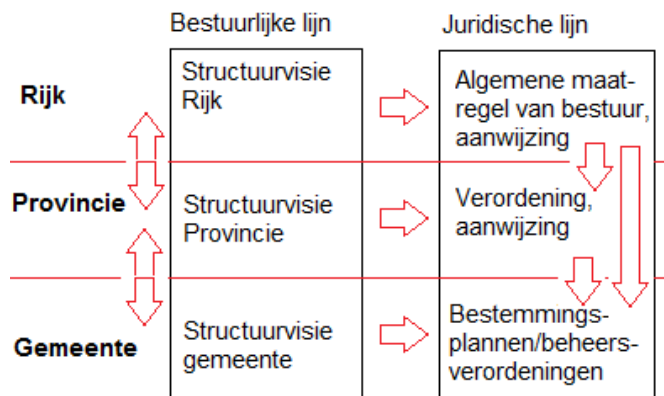 Bestuurlijke lijn
Juridische lijn
Rijk
Structuurvisie
Rijk
Algemene maat-
regel van bestuur,
aanwijzing
Provincie
Structuurvisie
Provincie
Verordening,
aanwijzing
Gemeente
Structuurvisie
gemeente
Bestemmings-
plannen/beheers-
verordeningen